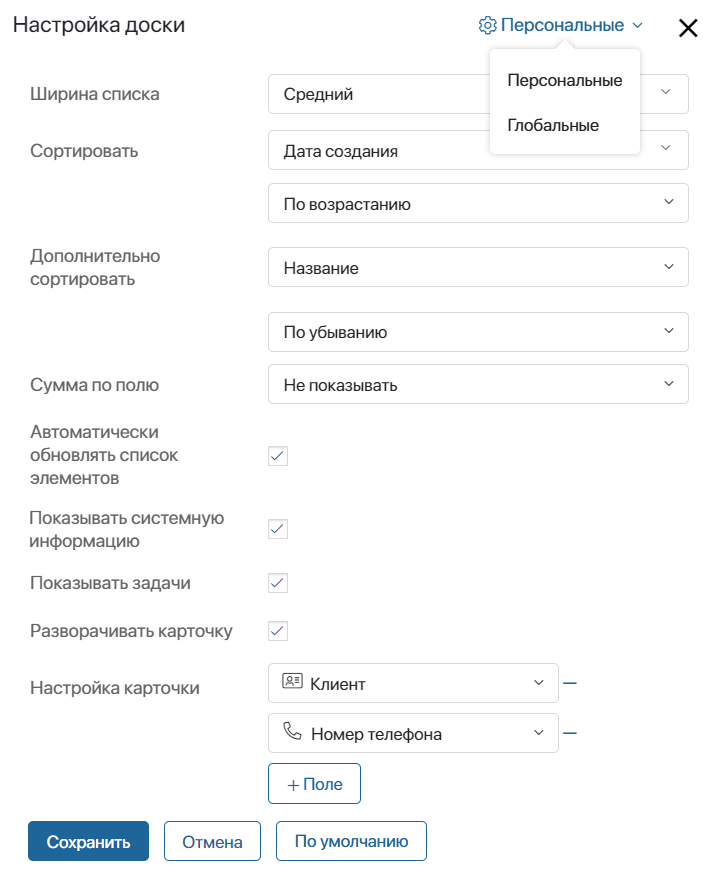 Настройка доски
Персональные
Персональные
Глобальные
Ширина списка
Средний
Сортировать
Дата создания
По возрастанию
Дополнительно
сортировать
Название
По убыванию
Сумма по полю
Не показывать
Автоматически
обновлять список
элементов
Показывать системную
информацию
Показывать задачи
Разворачивать карточку
Настройка карточки
Клиент
Номер телефона
+ Поле
Сохранить
Отмена
По умолчанию